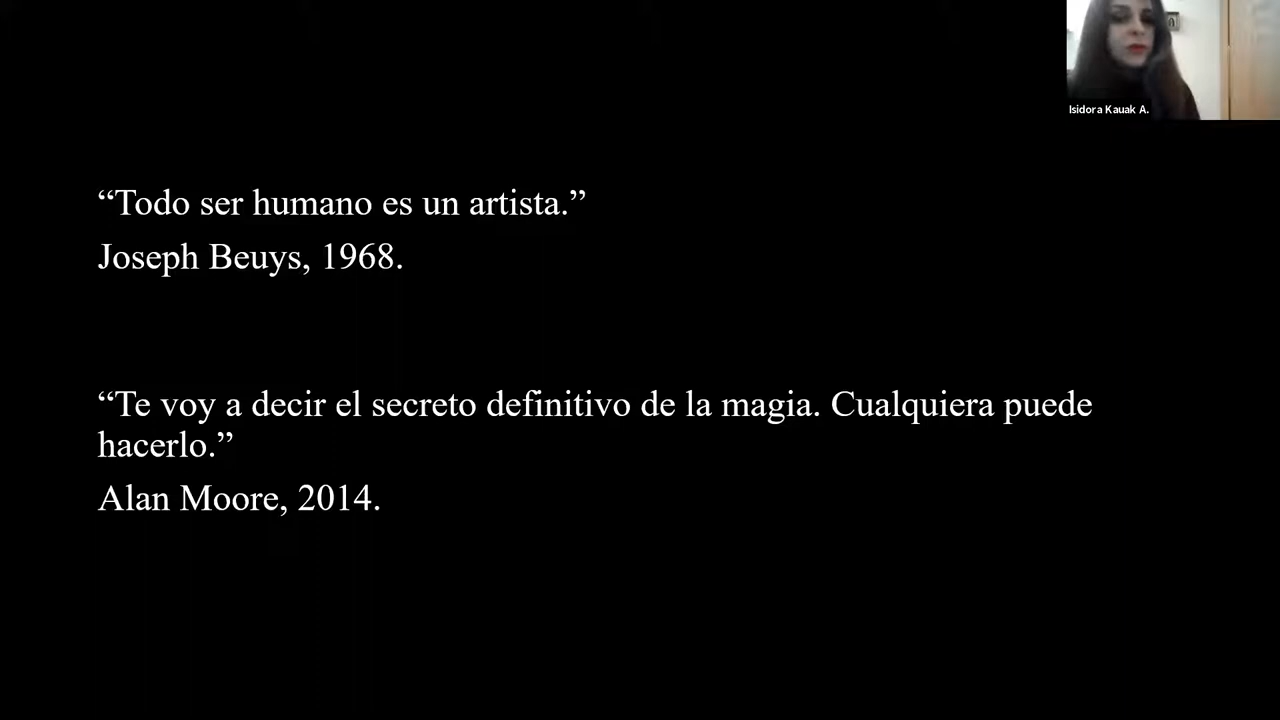 Isidora Kauak A.
“Todo ser humano es un artista.”
Joseph Beuys, 1968.
“Te voy a decir el secreto definitivo de la magia. Cualquiera puede
hacerlo.”
Alan Moore, 2014.